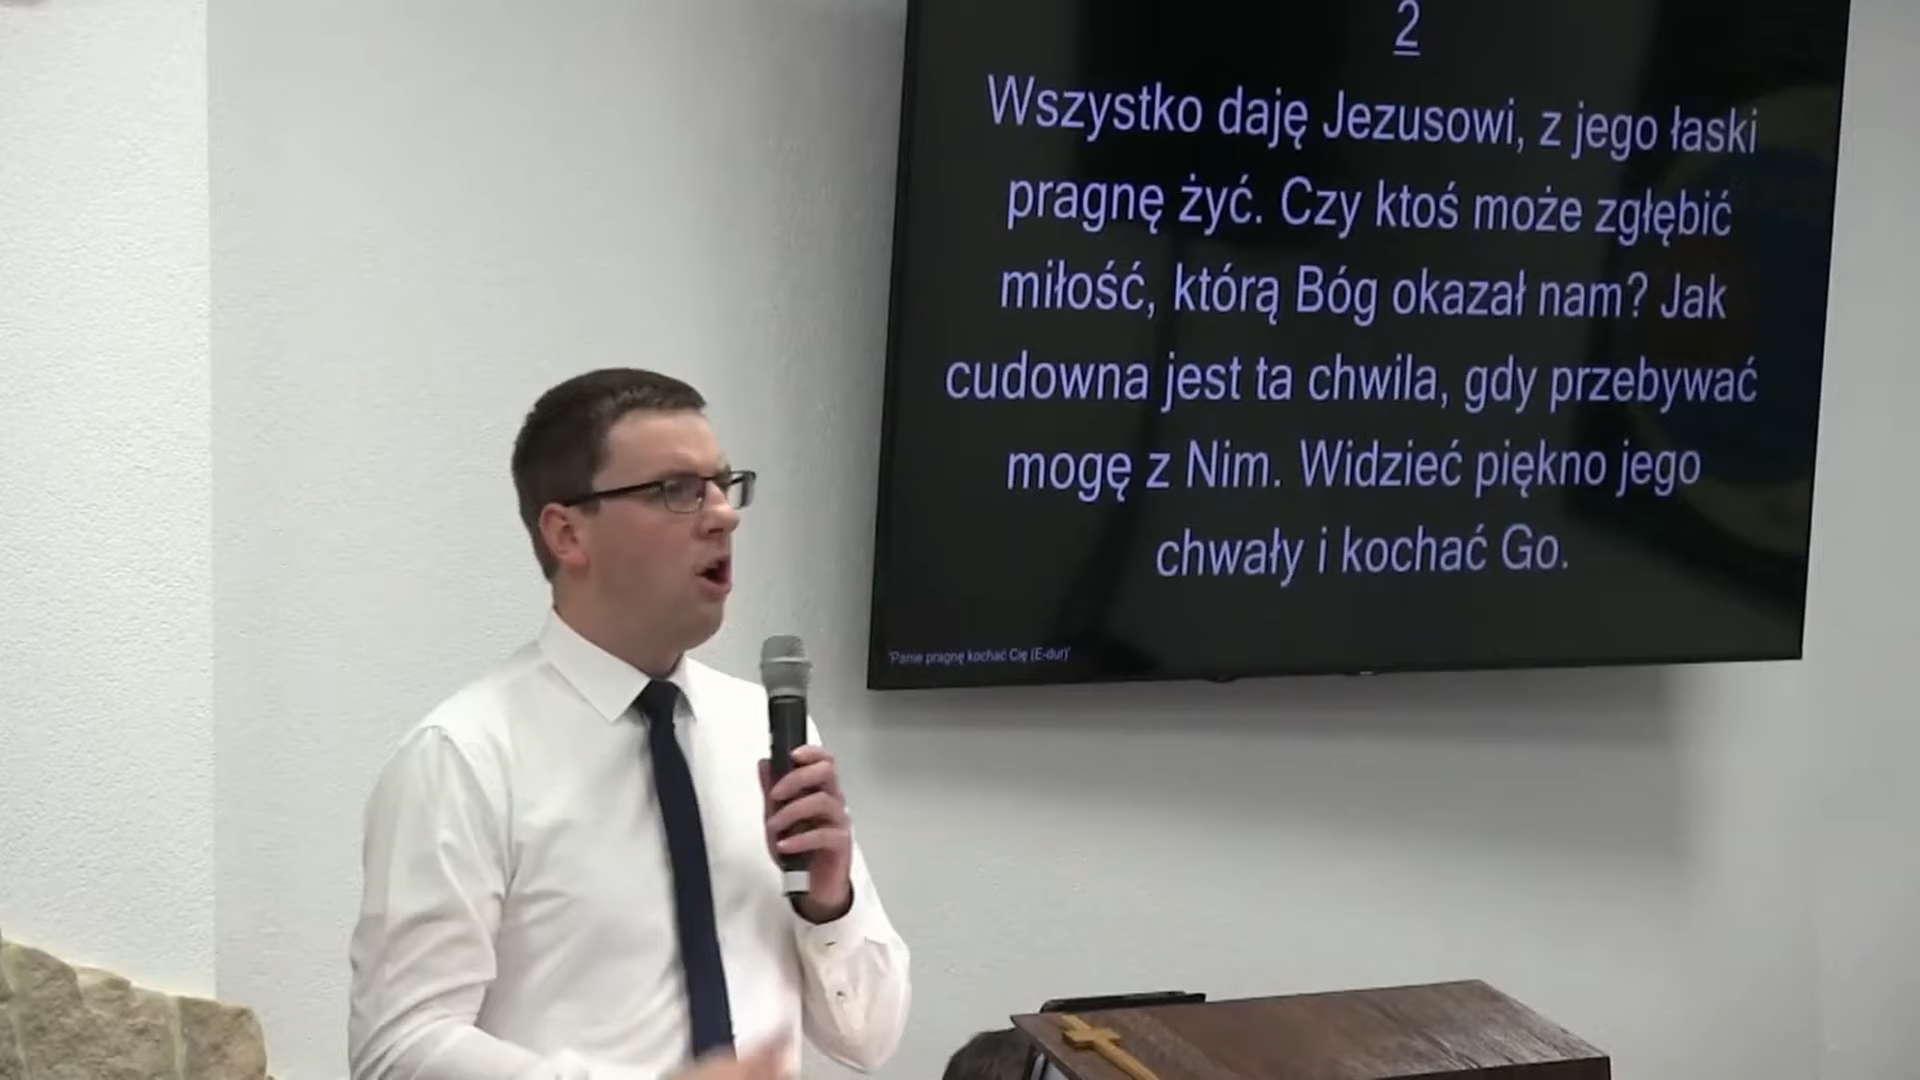 2
Wszystko daję Jezusowi, z jego łaski
pragnę żyć. Czy ktoś może zgłębić
miłość, którą Bóg okazał nam? Jak
cudowna jest ta chwila, gdy przebywać
mogę z Nim. Widzieć piękno jego
chwały i kochać Go.
'Panie pragnę kochać Cię (E-dur)'